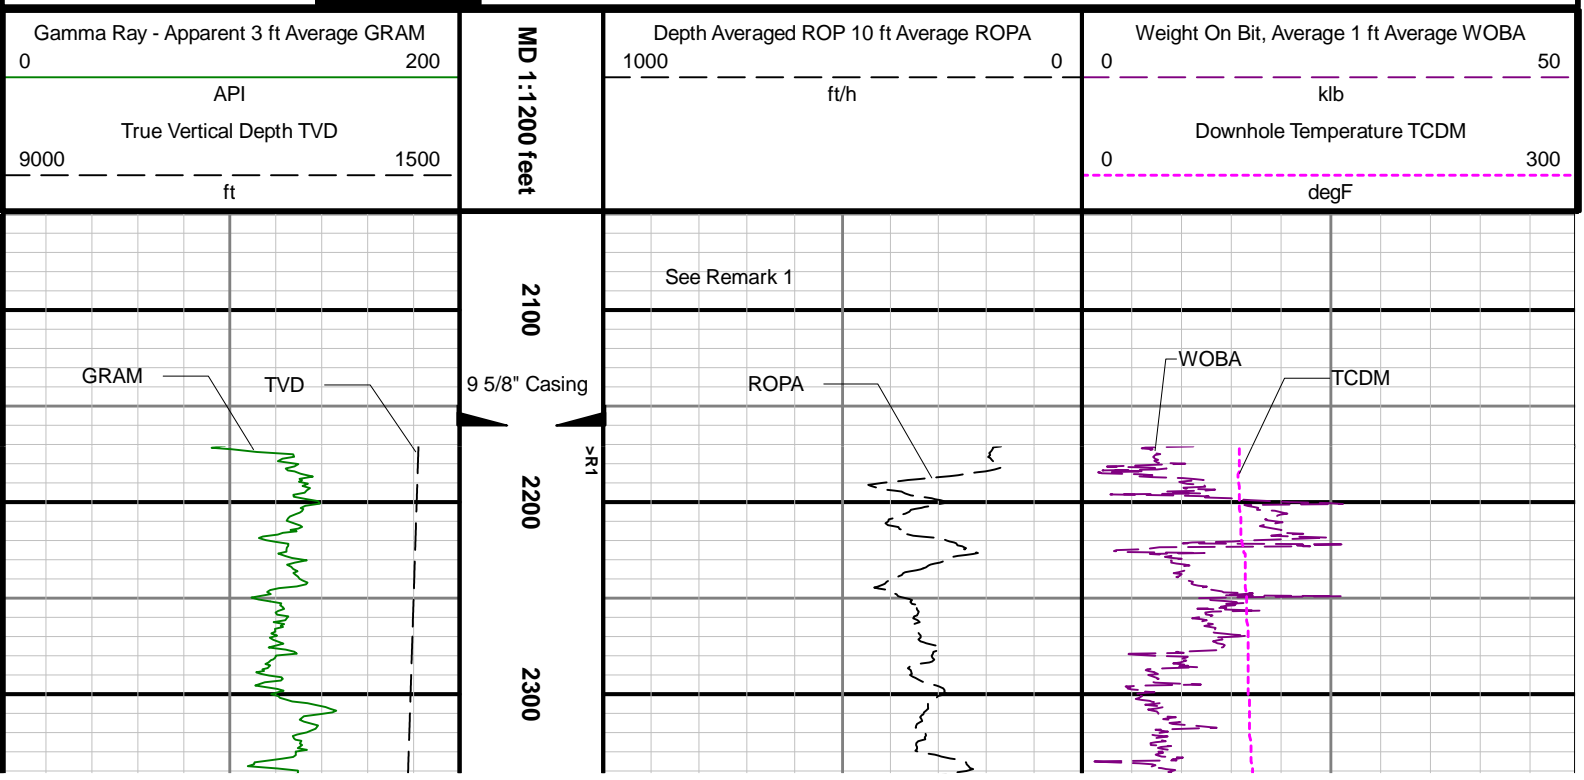 Gamma Ray - Apparent 3 ft Average GRAM
0 200
API
True Vertical Depth TVD
9000 1500
ft
MD 1:1200 feet
Depth Averaged ROP 10 ft Average ROPA
1000 0
ft/h
Weight On Bit, Average 1 ft Average WOBA
0 50
klb
Downhole Temperature TCDM
0 300
degF
See Remark 1
2100
GRAM
TVD
9 5/8" Casing
ROPA
WOBA
TCDM
>R1
2200
2300